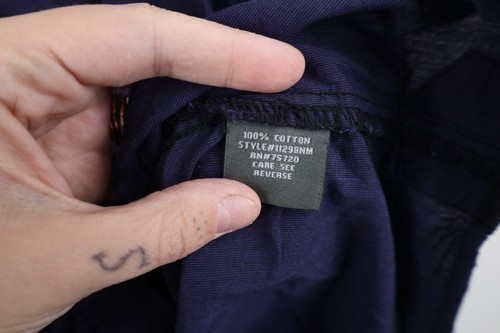 100% COTTON
STYLE#11298NM
RN#75720
CARE SEE
REVERSE
S